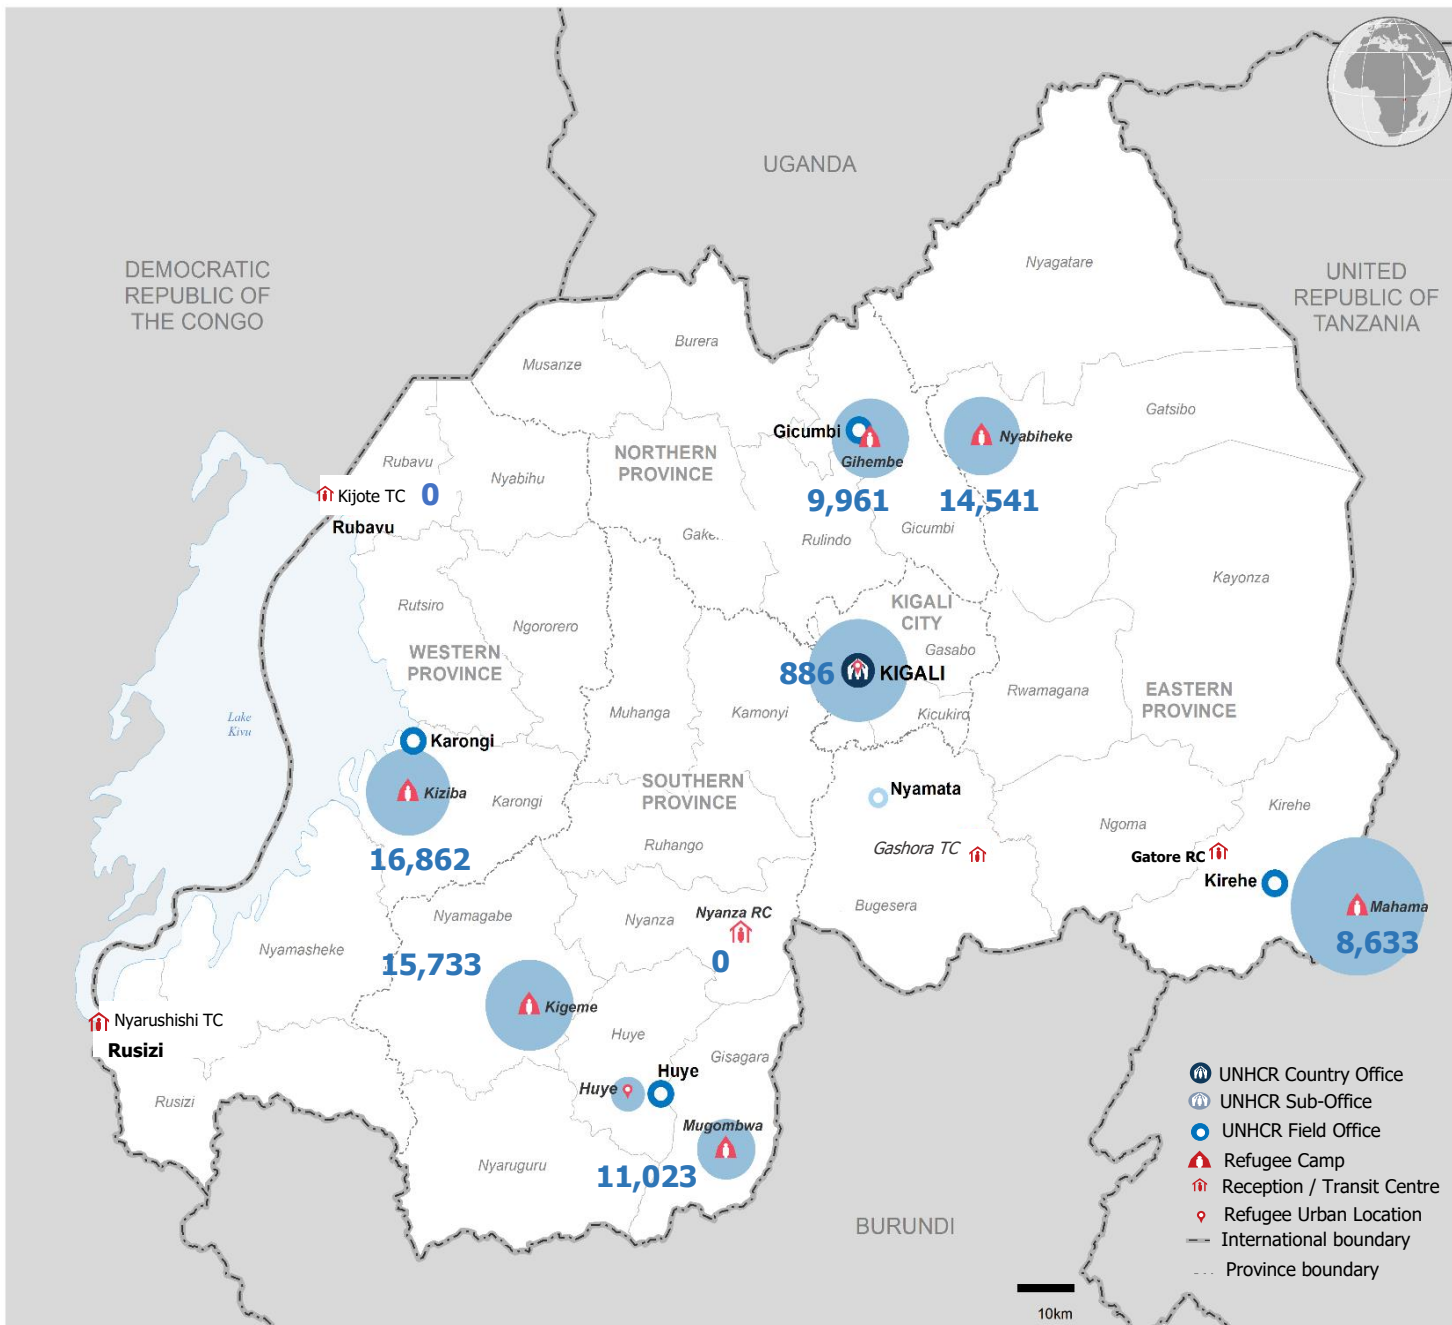 UGANDA
DEMOCRATIC
REPUBLIC OF
THE CONGO
UNITED
REPUBLIC OF
TANZANIA
Nyagatare
Burera
Musanze
Gatsibo
Gicumbi
Gihembe
Nyabiheke
NORTHERN
PROVINCE
Rubavu
Nyabihu
Kijote TC 0
Rubavu
9,961
14,541
Gicumbi
Rulindo
Gake
Kayonza
Rutsiro
Ngororero
KIGALI
CITY
Gasabo
WESTERN
PROVINCE
886
KIGALI
Rwamagana
EASTERN
PROVINCE
Muhanga
Kamonyi
Kicukiro
Lake
Kivu
Karongi
Kiziba
Karongi
SOUTHERN
PROVINCE
Nyamata
Kirehe
Ngoma
Ruhango
Gashora TC
Gatore RC
16,862
Kirehe
Mahama
8,633
Nyamagabe
Nyanza
Nyanza RC
0
Bugesera
Nyamasheke
15,733
Kigeme
Nyarushishi TC
Rusizi
Huye
Gisagara
Huye
Huye
Rusizi
Mugombwa
Nyaruguru
11,023
BURUNDI
UNHCR Country Office
UNHCR Sub-Office
UNHCR Field Office
Refugee Camp
Reception / Transit Centre
Refugee Urban Location
International boundary
Province boundary
10km